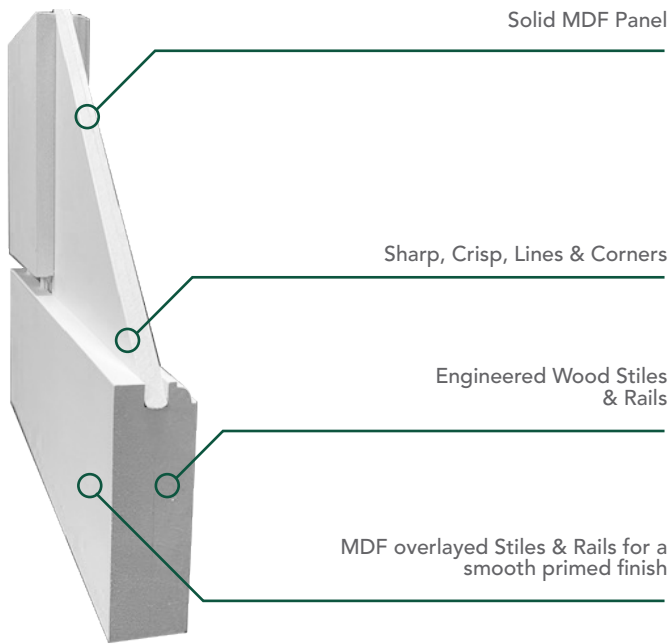 Solid MDF Panel
Sharp, Crisp, Lines & Corners
Engineered Wood Stiles
& Rails
MDF overlayed Stiles & Rails for a
smooth primed finish